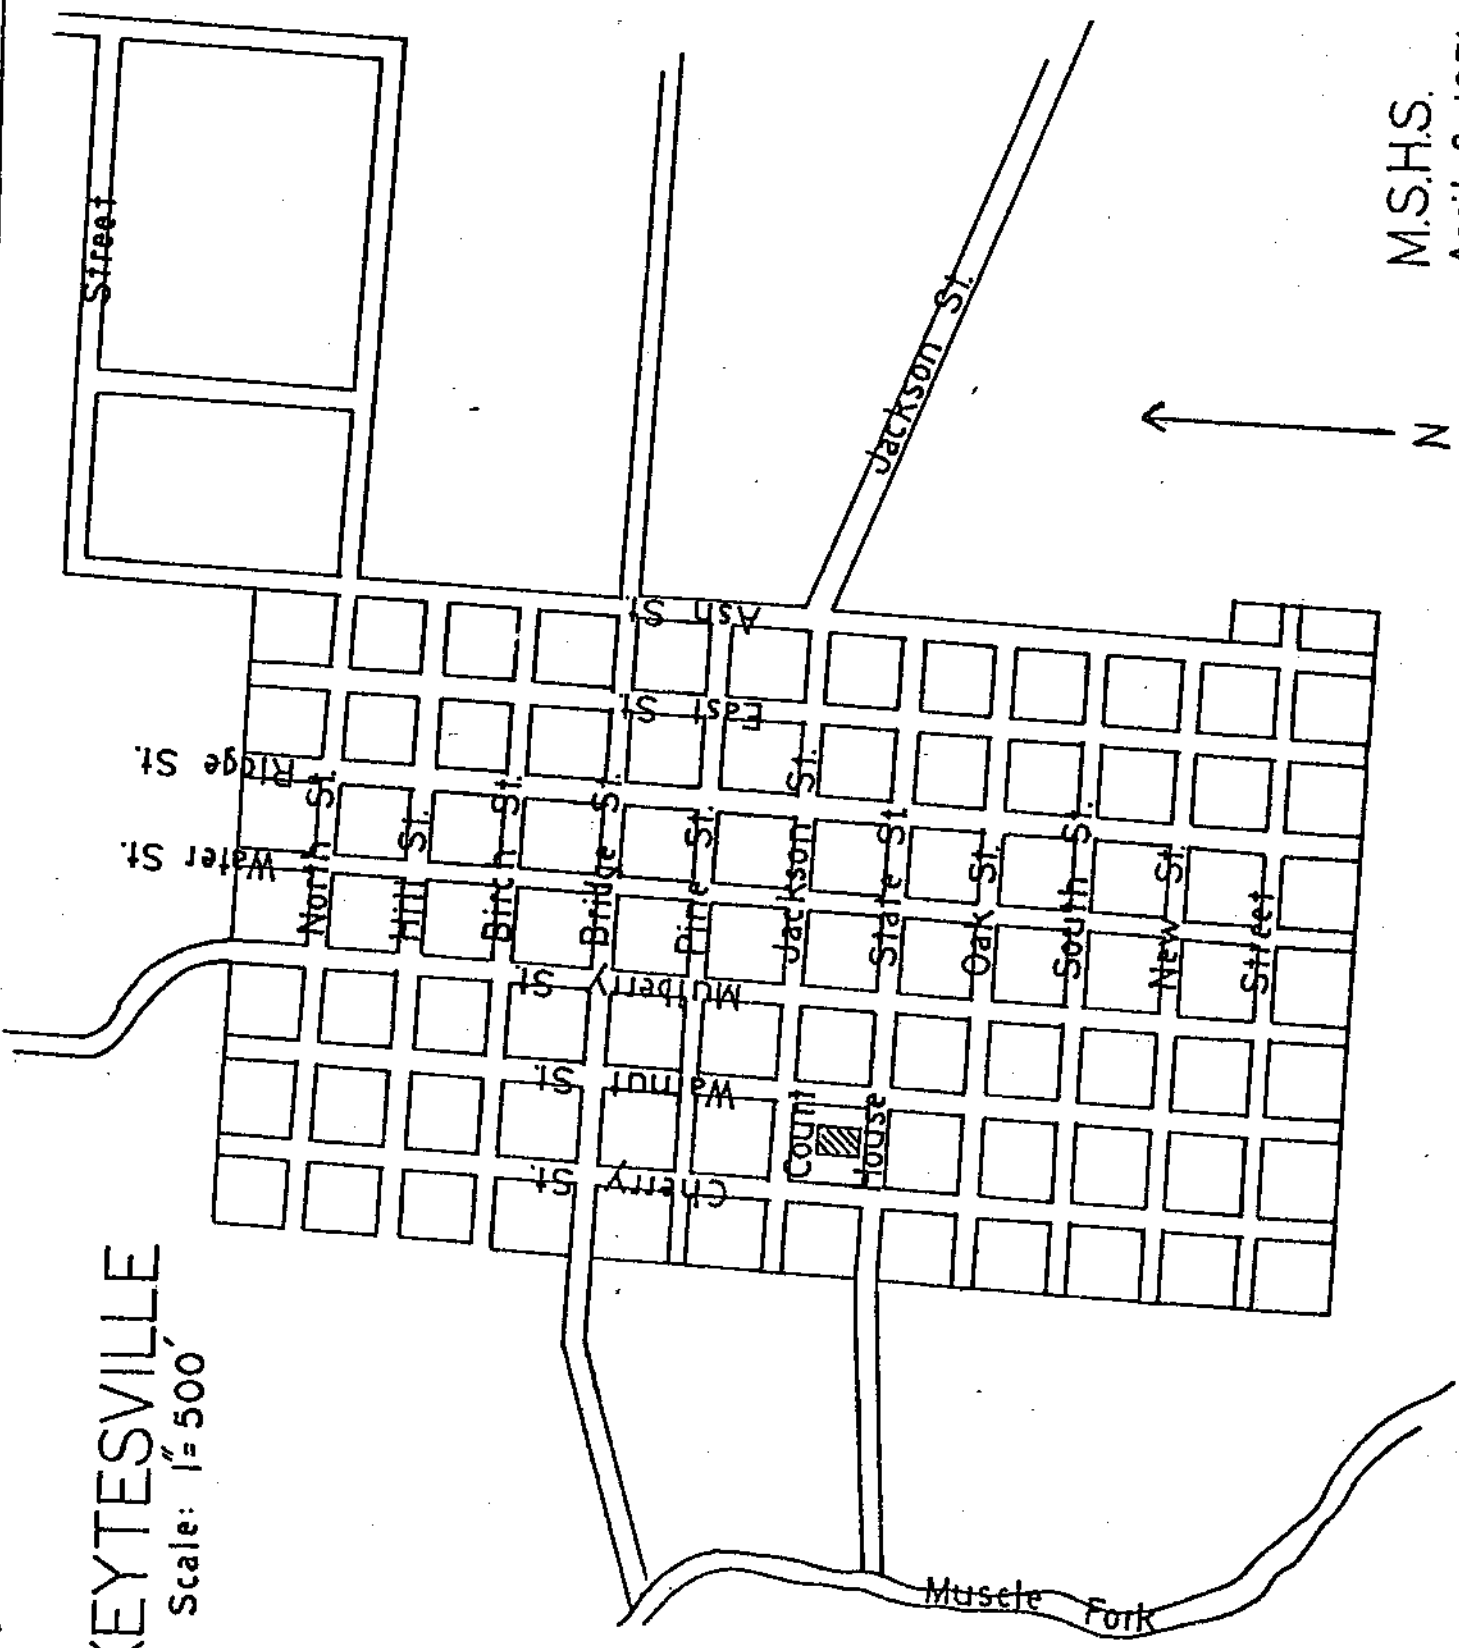 KEYTESVILLE
Scale: 1"=500'
Street
Ridge St.
Water St.
North St.
Hill St.
Birch St.
Bridge St.
Pine St.
Jackson St.
State St.
Oak St.
South St.
New St.
Street
Ash St.
East St.
Mulberry St.
Walnut St.
Cherry St.
Count House
Jackson St.
Muscle Fork
N
M.S.H.S.